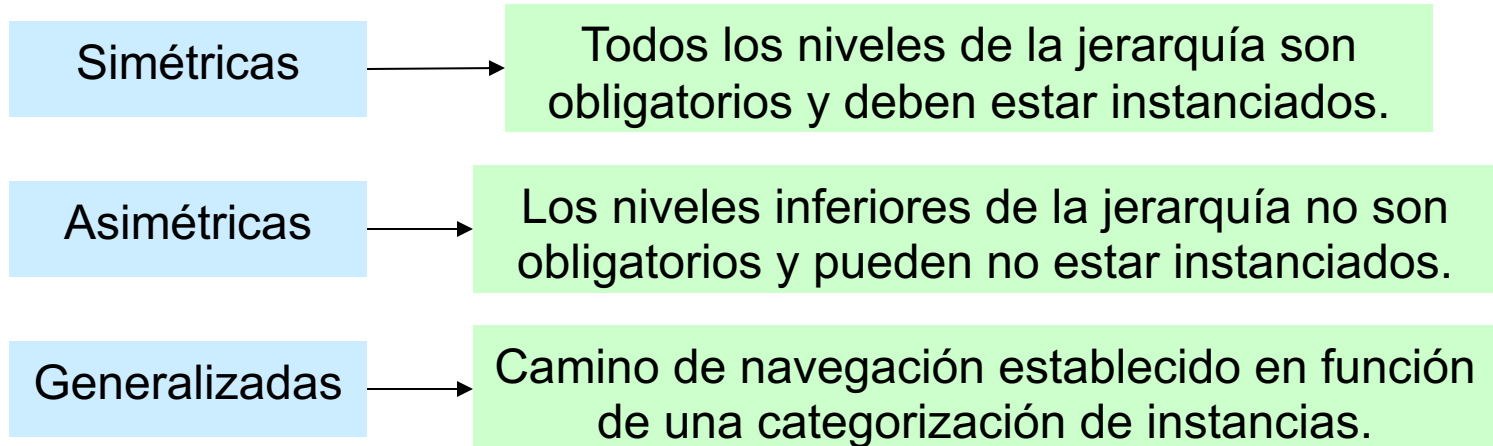 Simétricas
Todos los niveles de la jerarquía son
obligatorios y deben estar instanciados.
Asimétricas
Los niveles inferiores de la jerarquía no son
obligatorios y pueden no estar instanciados.
Generalizadas
Camino de navegación establecido en función
de una categorización de instancias.